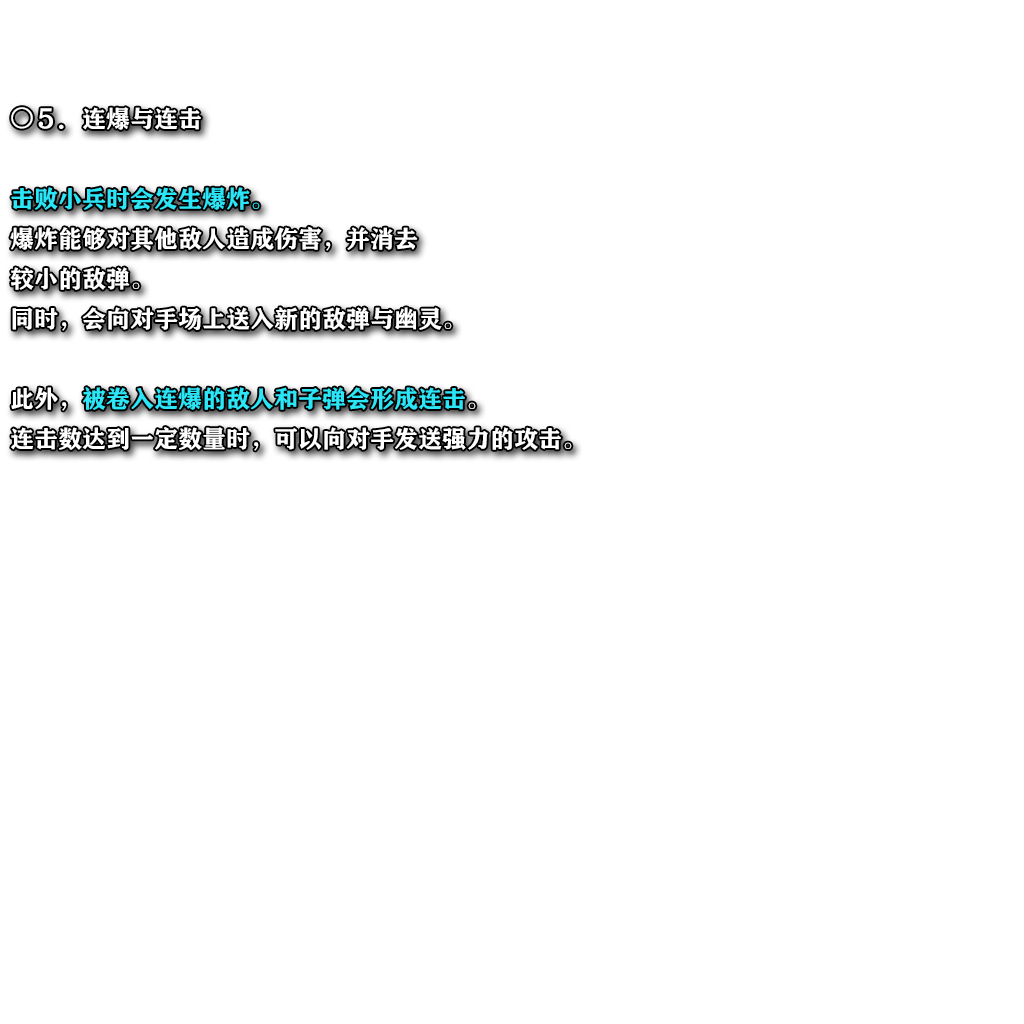 ◎５．连爆与连击
击败小兵时会发生爆炸。
爆炸能够对其他敌人造成伤害，并消去
较小的敌弹。
同时，会向对手场上送入新的敌弹与幽灵。
此外，被卷入连爆的敌人和子弹会形成连击。
连击数达到一定数量时，可以向对手发送强力的攻击。